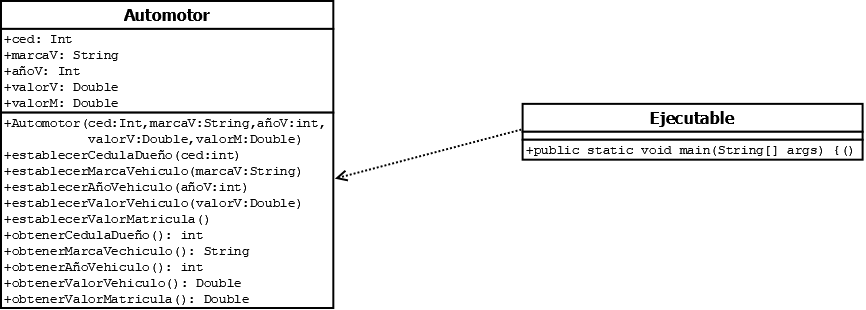 Automotor
+ced: Int
+marcaV: String
+añoV: Int
+valorV: Double
+valorM: Double
+Automotor(ced:Int,marcaV:String,añoV:int,
valorV:Double,valorM:Double)
+establecerCedulaDueño(ced:int)
+establecerMarcaVehiculo(marcaV:String)
+establecerAñoVehiculo(añoV:int)
+establecerValorVehiculo(valorV:Double)
+establecerValorMatricula()
+obtenerCedulaDueño(): int
+obtenerMarcaVechiculo(): String
+obtenerAñoVehiculo(): int
+obtenerValorVehiculo(): Double
+obtenerValorMatricula(): Double
Ejecutable
+public static void main(String[] args) {()